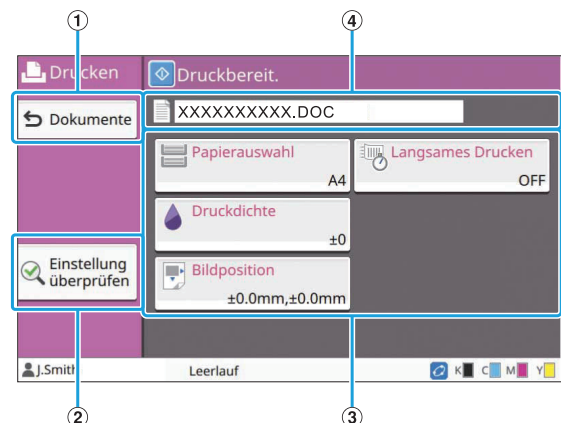 1
4
Drucken
Druckbereit.
Dokumente
XXXXXXXXXX.DOC
Papierauswahl
A4
Langsames Drucken
OFF
Druckdichte
±0
Einstellung
überprüfen
Bildposition
±0.0mm,±0.0mm
J.Smith
Leerlauf
K C M Y
2
3